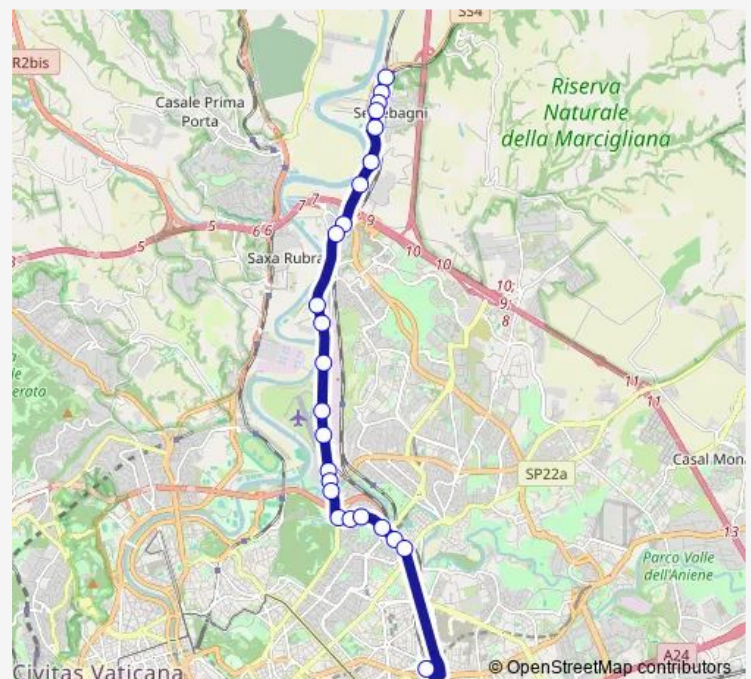 SS4
R2bis
Riserva
Naturale
della Marcigliana
Casale Prima
Porta
Settebagni
7 7
5 6 6
9
5
10
10
Saxa Rubra
10;
9;
8
11
11
SP22a
Casal Mon
13
Parco Valle
dell'Aniene
A24
Civitas Vaticana
© OpenStreetMap contributors